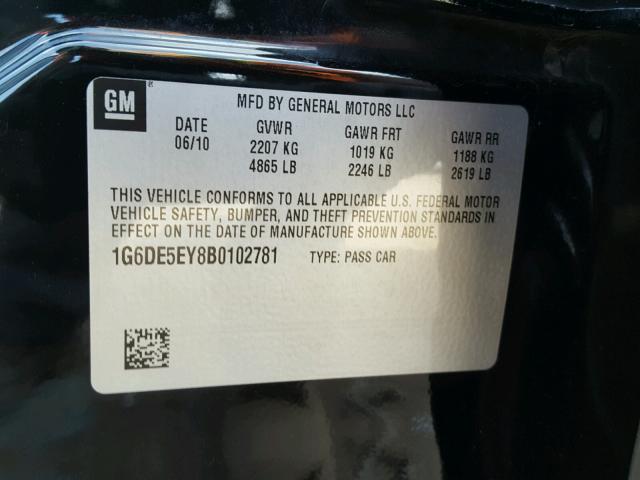 GM
MFD BY GENERAL MOTORS LLC
DATE GVWR GAWR FRT GAWR RR
06/10 2207 KG 1019 KG 1188 KG
4865 LB 2246 LB 2619 LB
THIS VEHICLE CONFORMS TO ALL APPLICABLE U.S. FEDERAL MOTOR
VEHICLE SAFETY, BUMPER, AND THEFT PREVENTION STANDARDS IN
EFFECT ON THE DATE OF MANUFACTURE SHOWN ABOVE.
1G6DE5EY8B0102781 TYPE: PASS CAR